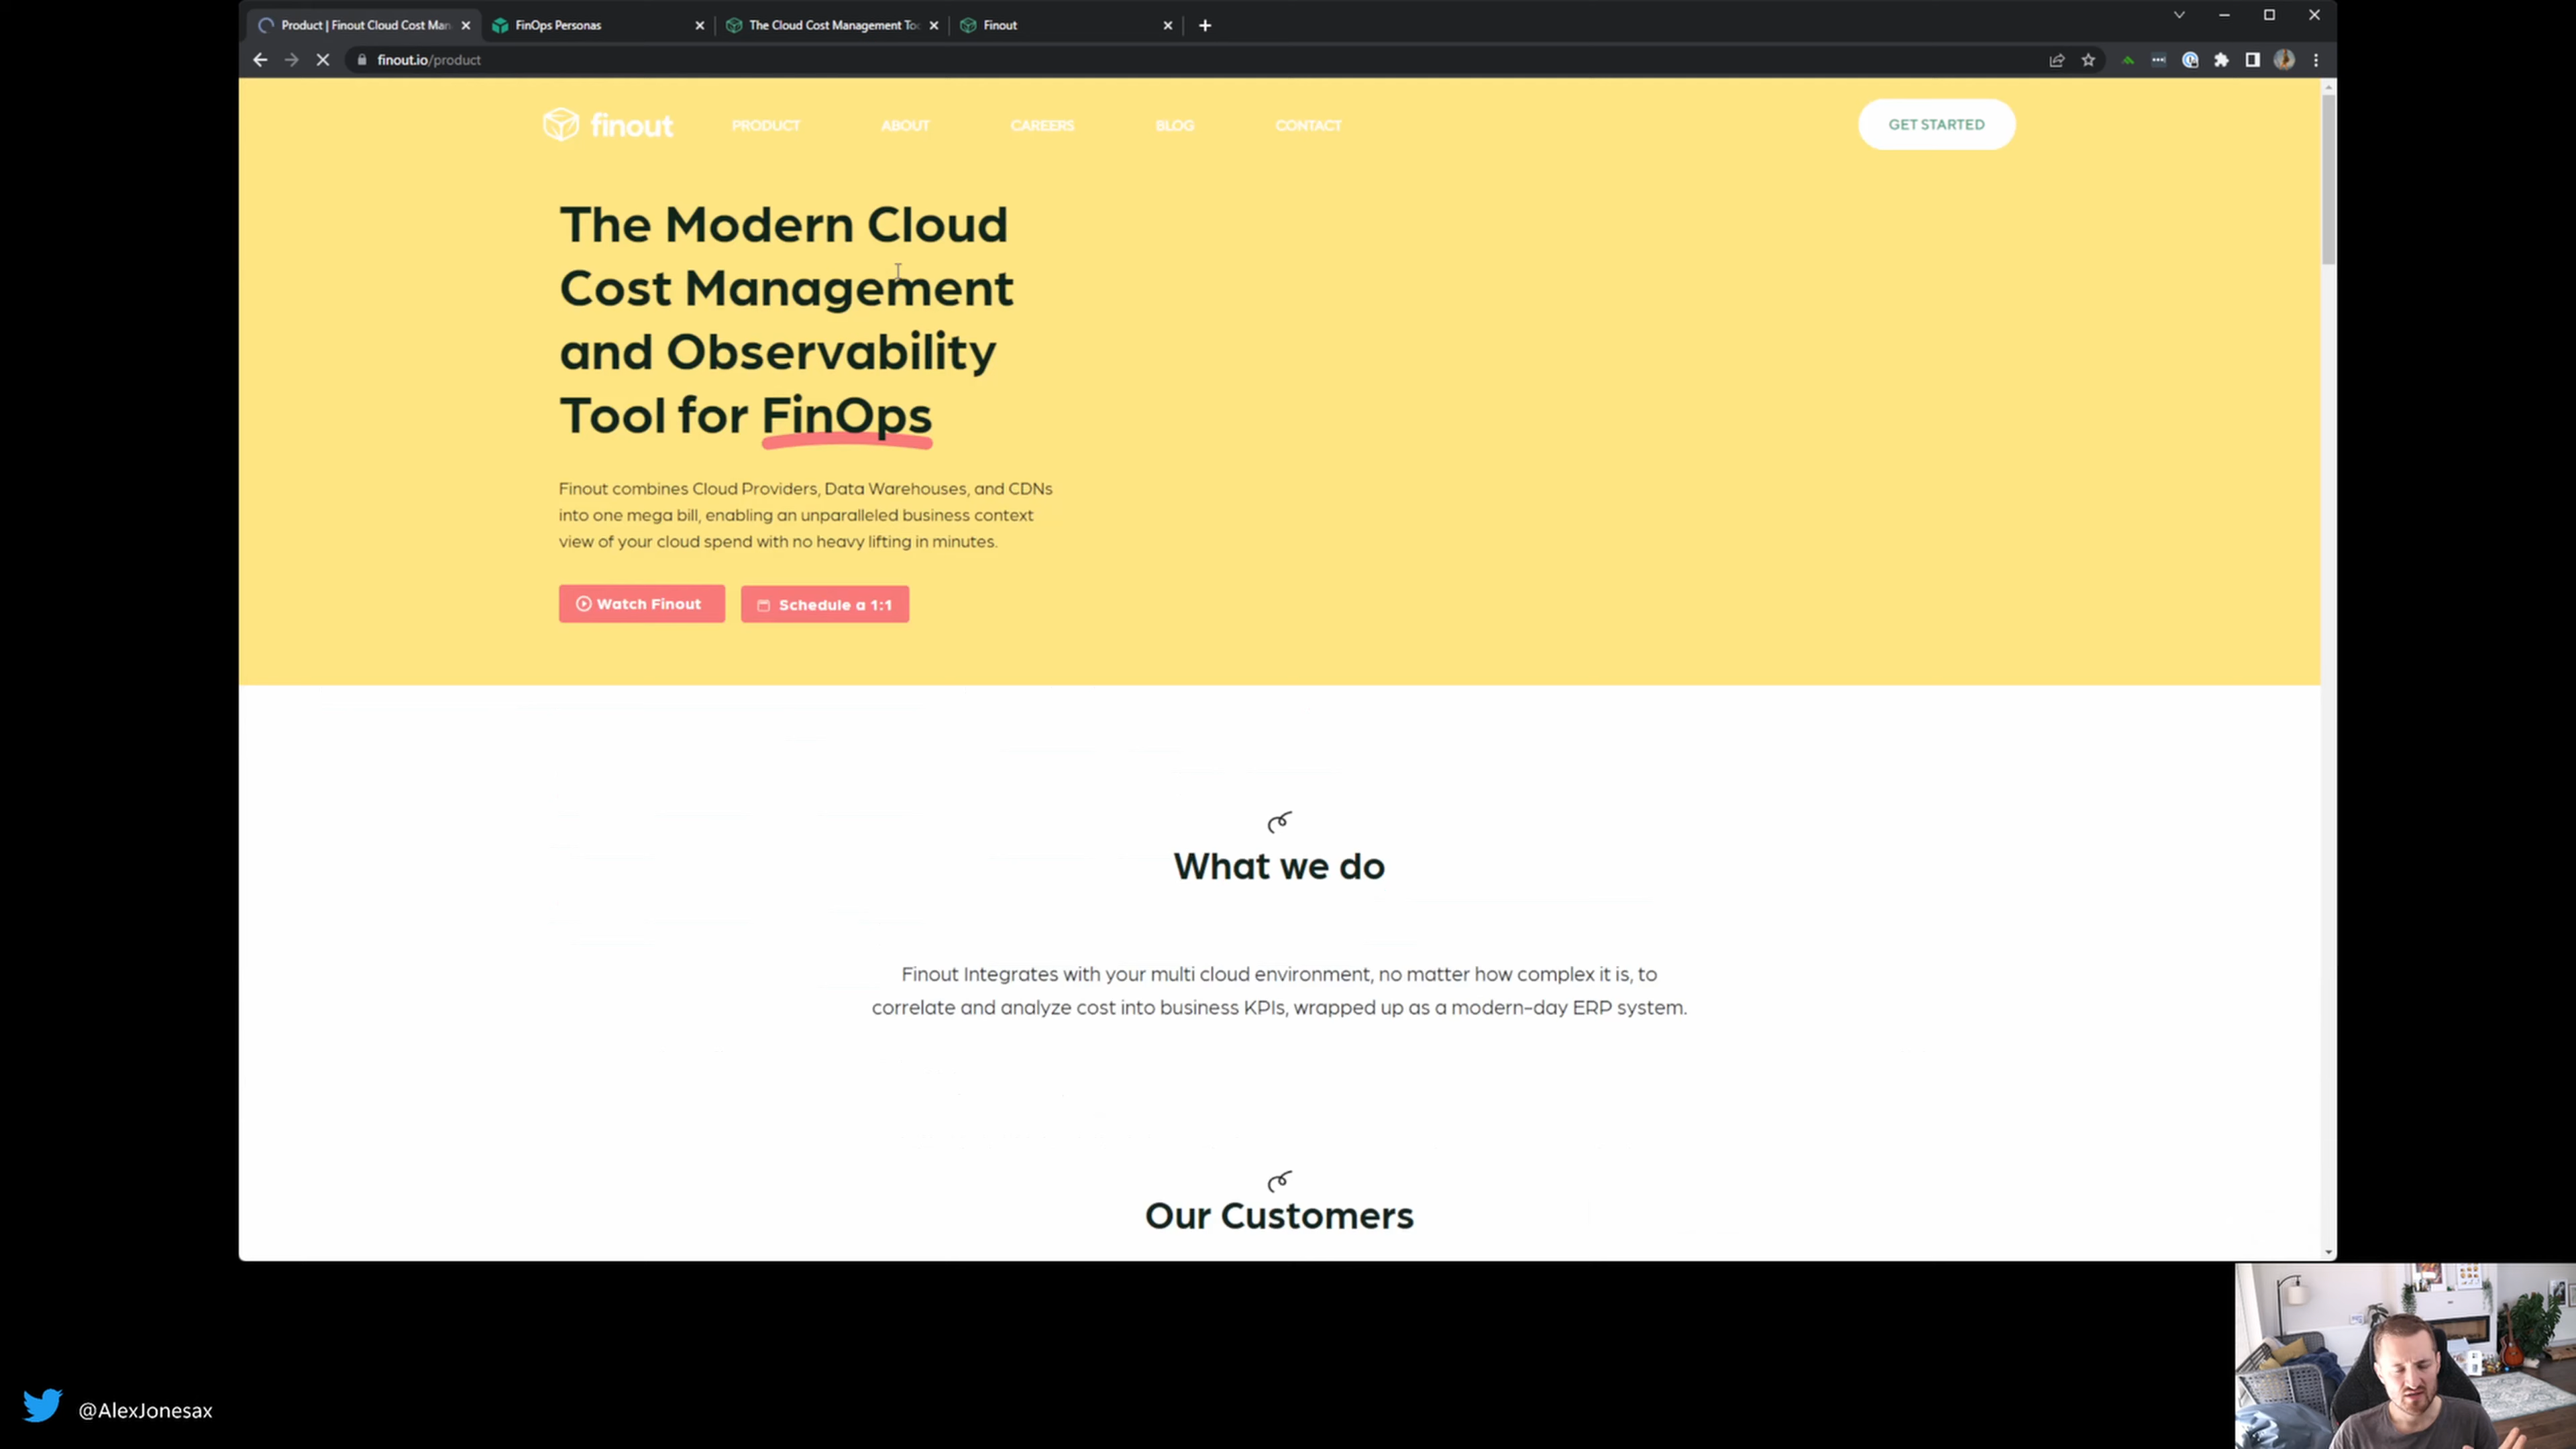 Product | Finout Cloud Cost Man
FinOps Personas
The Cloud Cost Management Too
Finout
finout.io/product
finout
PRODUCT
ABOUT
CAREERS
BLOG
CONTACT
GET STARTED
The Modern Cloud
Cost Management
and Observability
Tool for FinOps
Finout combines Cloud Providers, Data Warehouses, and CDNs
into one mega bill, enabling an unparalleled business context
view of your cloud spend with no heavy lifting in minutes.
Watch Finout
Schedule a 1:1
What we do
Finout Integrates with your multi cloud environment, no matter how complex it is, to
correlate and analyze cost into business KPIs, wrapped up as a modern-day ERP system.
Our Customers
@AlexJonesax